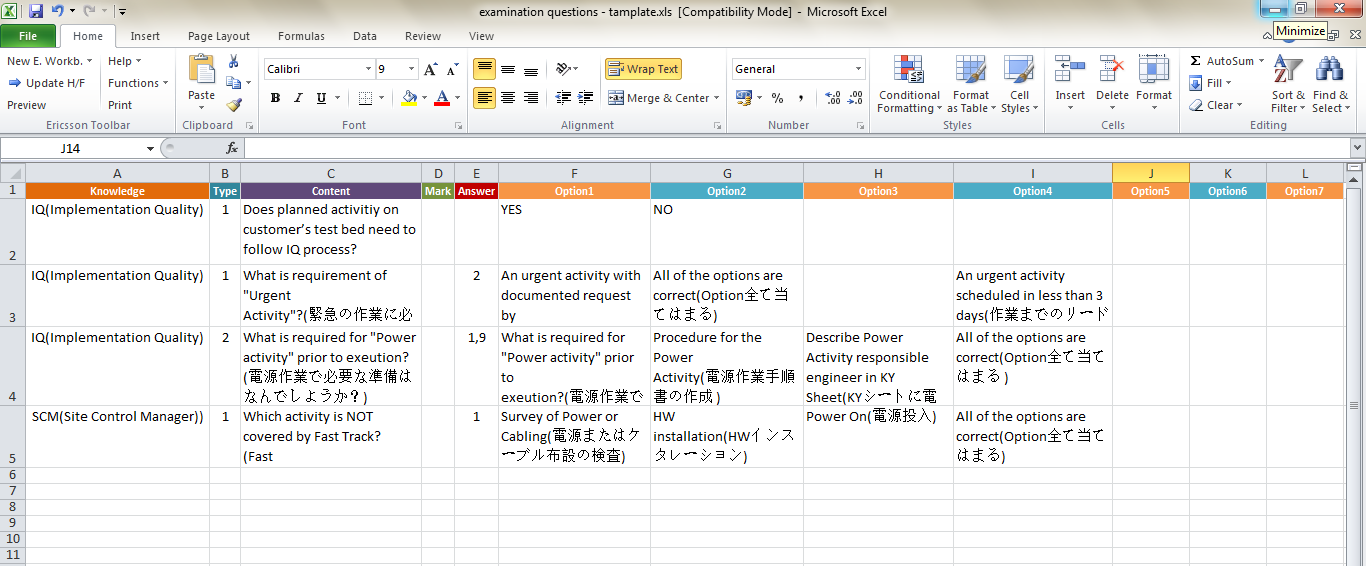 examination questions - tamplate.xls [Compatibility Mode] - Microsoft Excel
Minimize
File Home Insert Page Layout Formulas Data Review View
New E. Workb. Help
Update H/F Functions
Preview Print
Ericsson Toolbar
Paste
Clipboard
Calibri 9
B I U
Font
Wrap Text
Merge & Center
Alignment
General
% ,
Number
Conditional Formatting
Format as Table
Cell Styles
Styles
Insert Delete Format
Cells
AutoSum
Fill
Clear
Sort & Filter
Find & Select
Editing
J14 fx
A B C D E F G H I J K L
1 Knowledge Type Content Mark Answer Option1 Option2 Option3 Option4 Option5 Option6 Option7
IQ(Implementation Quality) 1 Does planned activitiy on YES NO
customer's test bed need to
2 follow IQ process?
IQ(Implementation Quality) 1 What is requirement of 2 An urgent activity with All of the options are An urgent activity
"Urgent documented request by correct(Option全て当 scheduled in less than 3
3 Activity"?(緊急の作業に必 てはまる) days(作業までのリード
IQ(Implementation Quality) 2 What is required for "Power 1,9 What is required for Procedure for the Describe Power All of the options are
activity" prior to exeution? "Power activity" prior Power Activity responsible correct(Option全て当て
(電源作業で必要な準備は to Activity(電源作業手順 engineer in KY はまる)
4 なんでしようか？) exeution?(電源作業で 書の作成) Sheet(KYシートに電
SCM(Site Control Manager)) 1 Which activity is NOT 1 Survey of Power or HW Power On(電源投入) All of the options are
covered by Fast Track? Cabling(電源またはケ installation(HWインス correct(Option全て当て
5 (Fast ーブル布設の検査) タレーション) はまる)
6
7
8
9
10
11